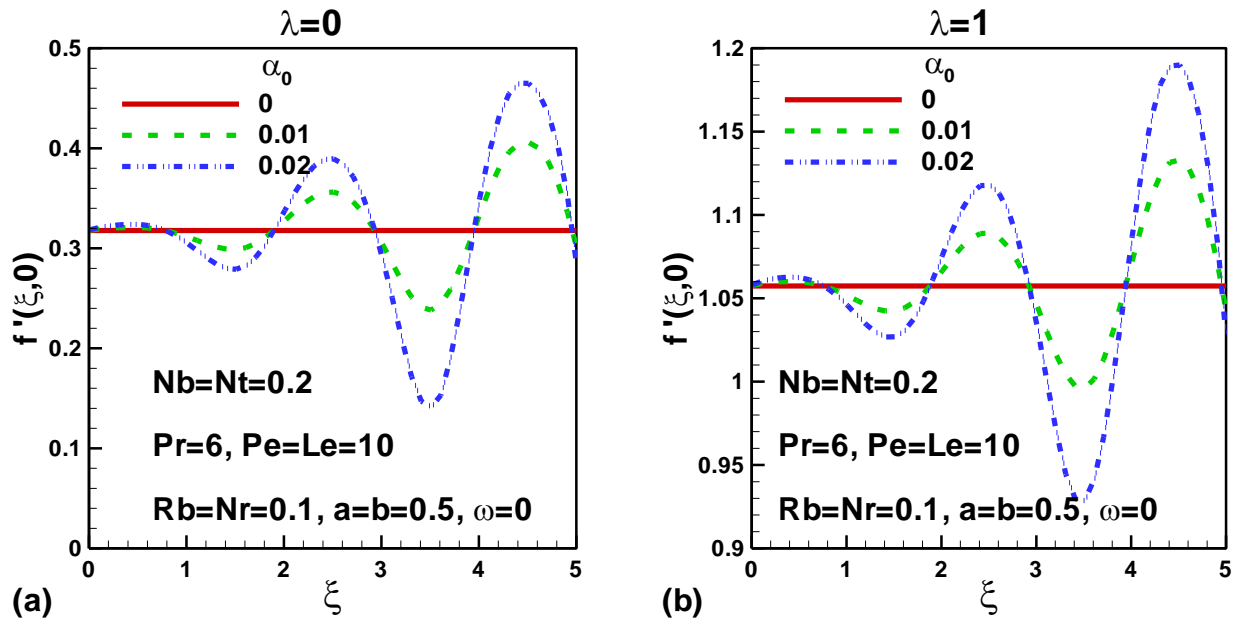 λ=0
0.5
0.4
0.3
0.2
0.1
0
f '(ξ,0)
α0
0
0.01
0.02
Nb=Nt=0.2
Pr=6, Pe=Le=10
Rb=Nr=0.1, a=b=0.5, ω=0
0 1 2 3 4 5
ξ
(a)
λ=1
1.2
1.15
1.1
1.05
1
0.95
0.9
f '(ξ,0)
α0
0
0.01
0.02
Nb=Nt=0.2
Pr=6, Pe=Le=10
Rb=Nr=0.1, a=b=0.5, ω=0
0 1 2 3 4 5
ξ
(b)